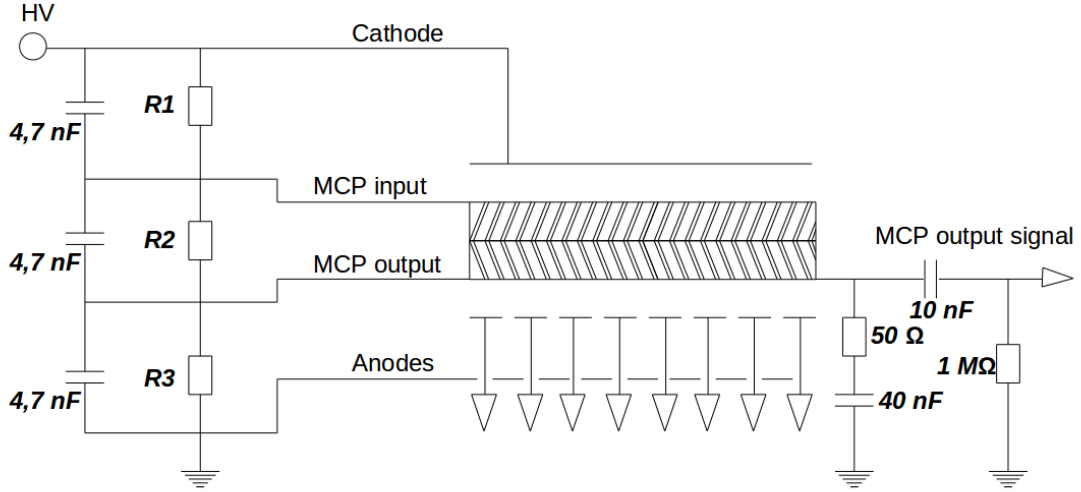 HV
Cathode
R1
4,7 nF
MCP input
R2
4,7 nF
MCP output
MCP output signal
10 nF
50 Ω
1 MΩ
Anodes
R3
4,7 nF
40 nF